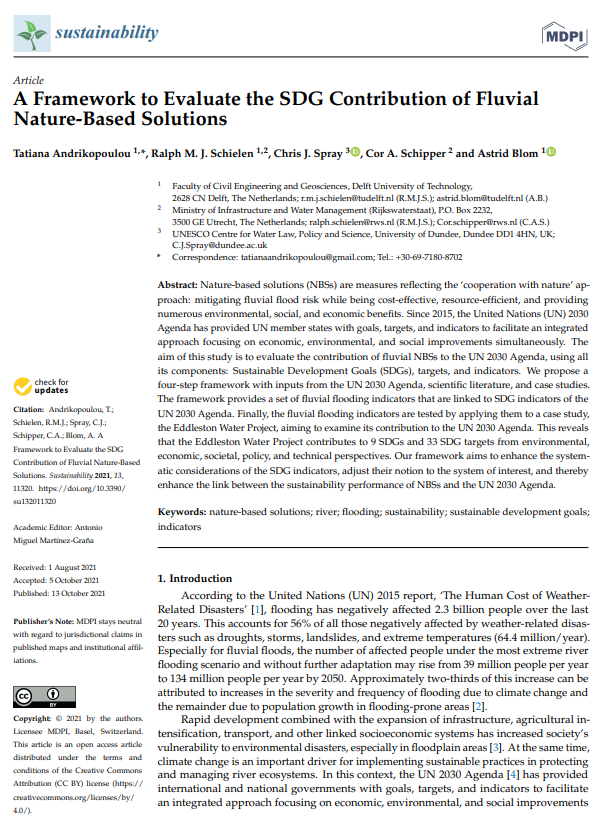 sustainability
MDPI
Article
A Framework to Evaluate the SDG Contribution of Fluvial
Nature-Based Solutions
Tatiana Andrikopoulou 1,*, Ralph M. J. Schielen 1,2, Chris J. Spray 3, Cor A. Schipper 2 and Astrid Blom 1
1 Faculty of Civil Engineering and Geosciences, Delft University of Technology,
2628 CN Delft, The Netherlands; r.m.j.schielen@tudelft.nl (R.M.J.S.); astrid.blom@tudelft.nl (A.B.)
2 Ministry of Infrastructure and Water Management (Rijkswaterstaat), P.O. Box 2232,
3500 GE Utrecht, The Netherlands; ralph.schielen@rws.nl (R.M.J.S.); Cor.schipper@rws.nl (C.A.S.)
3 UNESCO Centre for Water Law, Policy and Science, University of Dundee, Dundee DD1 4HN, UK;
C.J.Spray@dundee.ac.uk
* Correspondence: tatianaandrikopoulou@gmail.com; Tel.: +30-69-7180-8702
Abstract: Nature-based solutions (NBSs) are measures reflecting the ‘cooperation with nature’ ap-
proach: mitigating fluvial flood risk while being cost-effective, resource-efficient, and providing
numerous environmental, social, and economic benefits. Since 2015, the United Nations (UN) 2030
Agenda has provided UN member states with goals, targets, and indicators to facilitate an integrated
approach focusing on economic, environmental, and social improvements simultaneously. The
aim of this study is to evaluate the contribution of fluvial NBSs to the UN 2030 Agenda, using all
its components: Sustainable Development Goals (SDGs), targets, and indicators. We propose a
four-step framework with inputs from the UN 2030 Agenda, scientific literature, and case studies.
The framework provides a set of fluvial flooding indicators that are linked to SDG indicators of the
UN 2030 Agenda. Finally, the fluvial flooding indicators are tested by applying them to a case study,
the Eddleston Water Project, aiming to examine its contribution to the UN 2030 Agenda. This reveals
that the Eddleston Water Project contributes to 9 SDGs and 33 SDG targets from environmental,
economic, societal, policy, and technical perspectives. Our framework aims to enhance the system-
atic considerations of the SDG indicators, adjust their notion to the system of interest, and thereby
enhance the link between the sustainability performance of NBSs and the UN 2030 Agenda.
Keywords: nature-based solutions; river; flooding; sustainability; sustainable development goals;
indicators
check for
updates
Citation: Andrikopoulou, T.;
Schielen, R.M.J.; Spray, C.J.;
Schipper, C.A.; Blom, A. A
Framework to Evaluate the SDG
Contribution of Fluvial Nature-Based
Solutions. Sustainability 2021, 13,
11320. https://doi.org/10.3390/
su132011320
Academic Editor: Antonio
Miguel Martínez-Graña
Received: 1 August 2021
Accepted: 5 October 2021
Published: 13 October 2021
Publisher’s Note: MDPI stays neutral
with regard to jurisdictional claims in
published maps and institutional affil-
iations.
cc BY
Copyright: © 2021 by the authors.
Licensee MDPI, Basel, Switzerland.
This article is an open access article
distributed under the terms and
conditions of the Creative Commons
Attribution (CC BY) license (https://
creativecommons.org/licenses/by/
4.0/).
1. Introduction
According to the United Nations (UN) 2015 report, ‘The Human Cost of Weather-
Related Disasters’ [1], flooding has negatively affected 2.3 billion people over the last
20 years. This accounts for 56% of all those negatively affected by weather-related disas-
ters such as droughts, storms, landslides, and extreme temperatures (64.4 million/year).
Especially for fluvial floods, the number of affected people under the most extreme river
flooding scenario and without further adaptation may rise from 39 million people per year
to 134 million people per year by 2050. Approximately two-thirds of this increase can be
attributed to increases in the severity and frequency of flooding due to climate change and
the remainder due to population growth in flooding-prone areas [2].
Rapid development combined with the expansion of infrastructure, agricultural in-
tensification, transport, and other linked socioeconomic systems has increased society’s
vulnerability to environmental disasters, especially in floodplain areas [3]. At the same time,
climate change is an important driver for implementing sustainable practices in protecting
and managing river ecosystems. In this context, the UN 2030 Agenda [4] has provided
international and national governments with goals, targets, and indicators to facilitate
an integrated approach focusing on economic, environmental, and social improvements